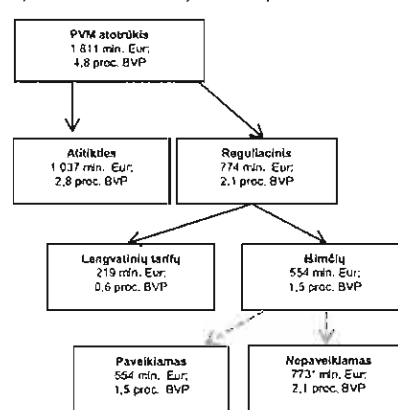 PVM atotrūkis
1 811 mln. Eur;
4,8 proc. BVP
Atitikties
1 037 mln. Eur;
2,8 proc. BVP
Reguliacinis
774 mln. Eur;
2,1 proc. BVP
Lengvatinių tarifų
219 mln. Eur;
0,6 proc. BVP
Išimčių
554 mln. Eur;
1,5 proc. BVP
Paveikiamas
554 mln. Eur;
1,5 proc. BVP
Nepaveikiamas
773* mln. Eur;
2,1 proc. BVP